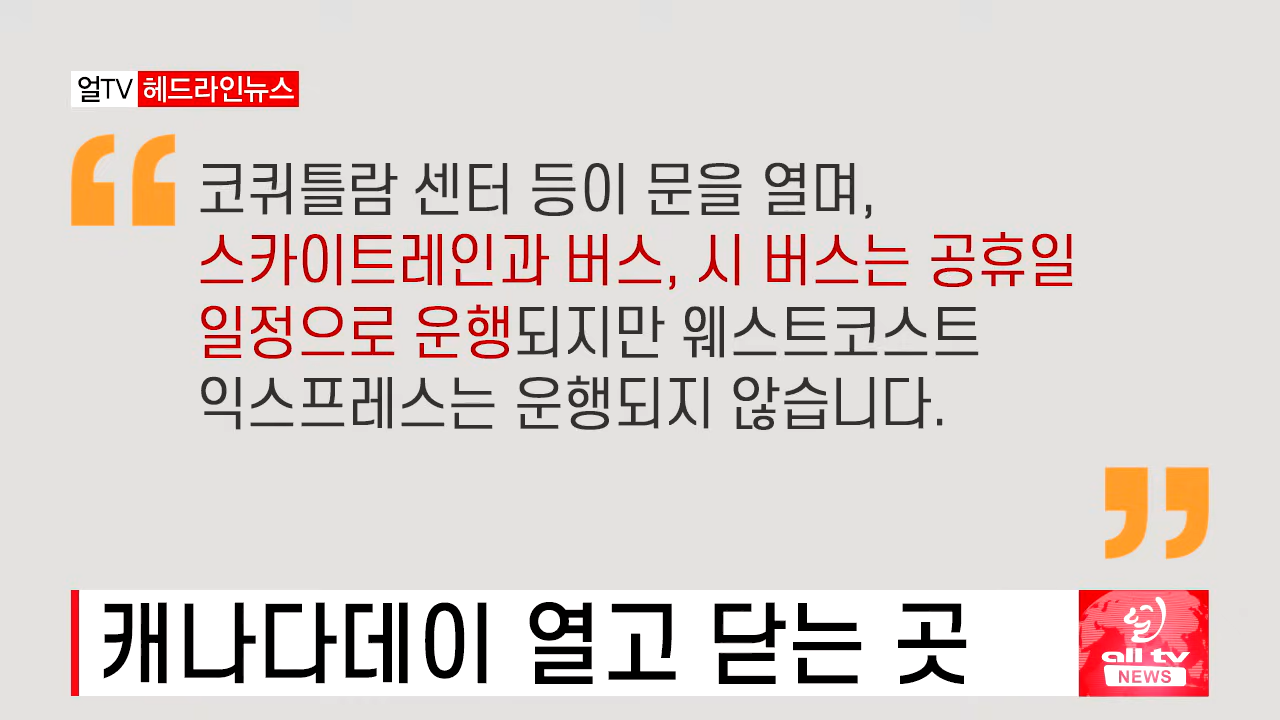 얼TV 헤드라인뉴스
코퀴틀람 센터 등이 문을 열며,
스카이트레인과 버스, 시 버스는 공휴일
일정으로 운행되지만 웨스트코스트
익스프레스는 운행되지 않습니다.
캐나다데이 열고 닫는 곳
얼
all tv
NEWS